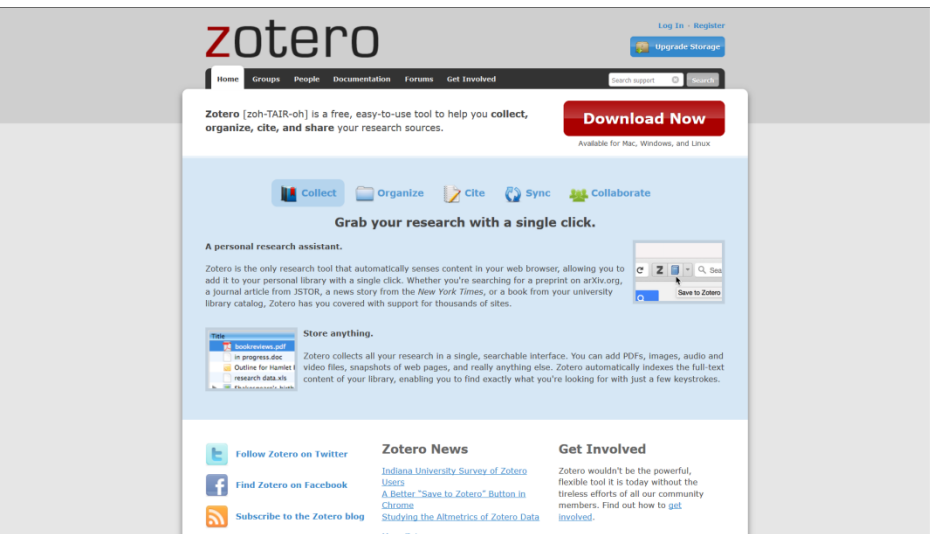 zotero
Log In · Register
Upgrade Storage
Home Groups People Documentation Forums Get Involved
Search support Search
Zotero [zoh-TAIR-oh] is a free, easy-to-use tool to help you collect,
organize, cite, and share your research sources.
Download Now
Available for Mac, Windows, and Linux
Collect Organize Cite Sync Collaborate
Grab your research with a single click.
A personal research assistant.
Zotero is the only research tool that automatically senses content in your web browser, allowing you to
add it to your personal library with a single click. Whether you're searching for a preprint on arXiv.org,
a journal article from JSTOR, a news story from the New York Times, or a book from your university
library catalog, Zotero has you covered with support for thousands of sites.
Z Sea
Save to Zotero
Title
bookreviews.pdf
in progress.doc
Outline for Hamlet
research data.xls
Store anything.
Zotero collects all your research in a single, searchable interface. You can add PDFs, images, audio and
video files, snapshots of web pages, and really anything else. Zotero automatically indexes the full-text
content of your library, enabling you to find exactly what you're looking for with just a few keystrokes.
Follow Zotero on Twitter
Find Zotero on Facebook
Subscribe to the Zotero blog
Zotero News
Indiana University Survey of Zotero
Users
A Better "Save to Zotero" Button in
Chrome
Studying the Altmetrics of Zotero Data
Get Involved
Zotero wouldn't be the powerful,
flexible tool it is today without the
tireless efforts of all our community
members. Find out how to get
involved.